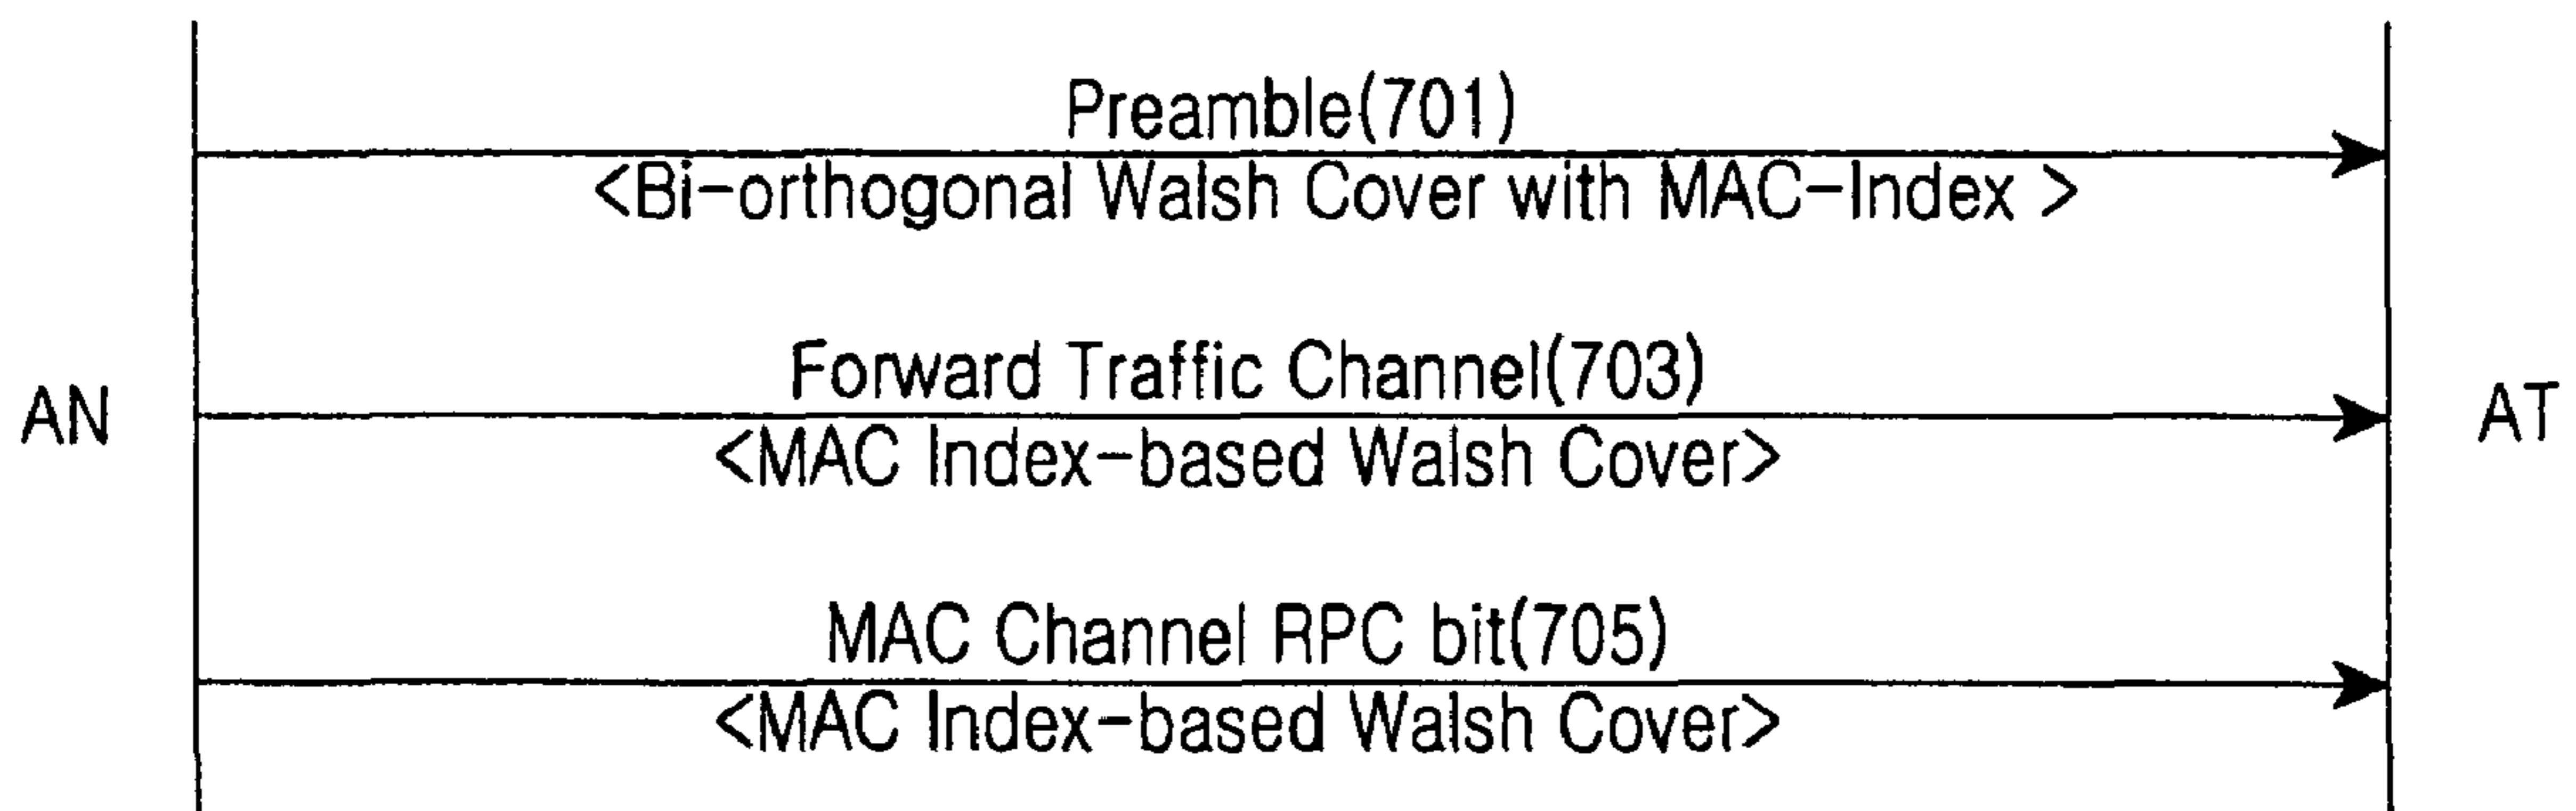 Preamble(701)
<Bi-orthogonal Walsh Cover with MAC-Index >
Forward Traffic Channel(703)
AN
AT
<MAC Index-based Walsh Cover>
MAC Channel RPC bit(705)
<MAC Index-based Walsh Cover>